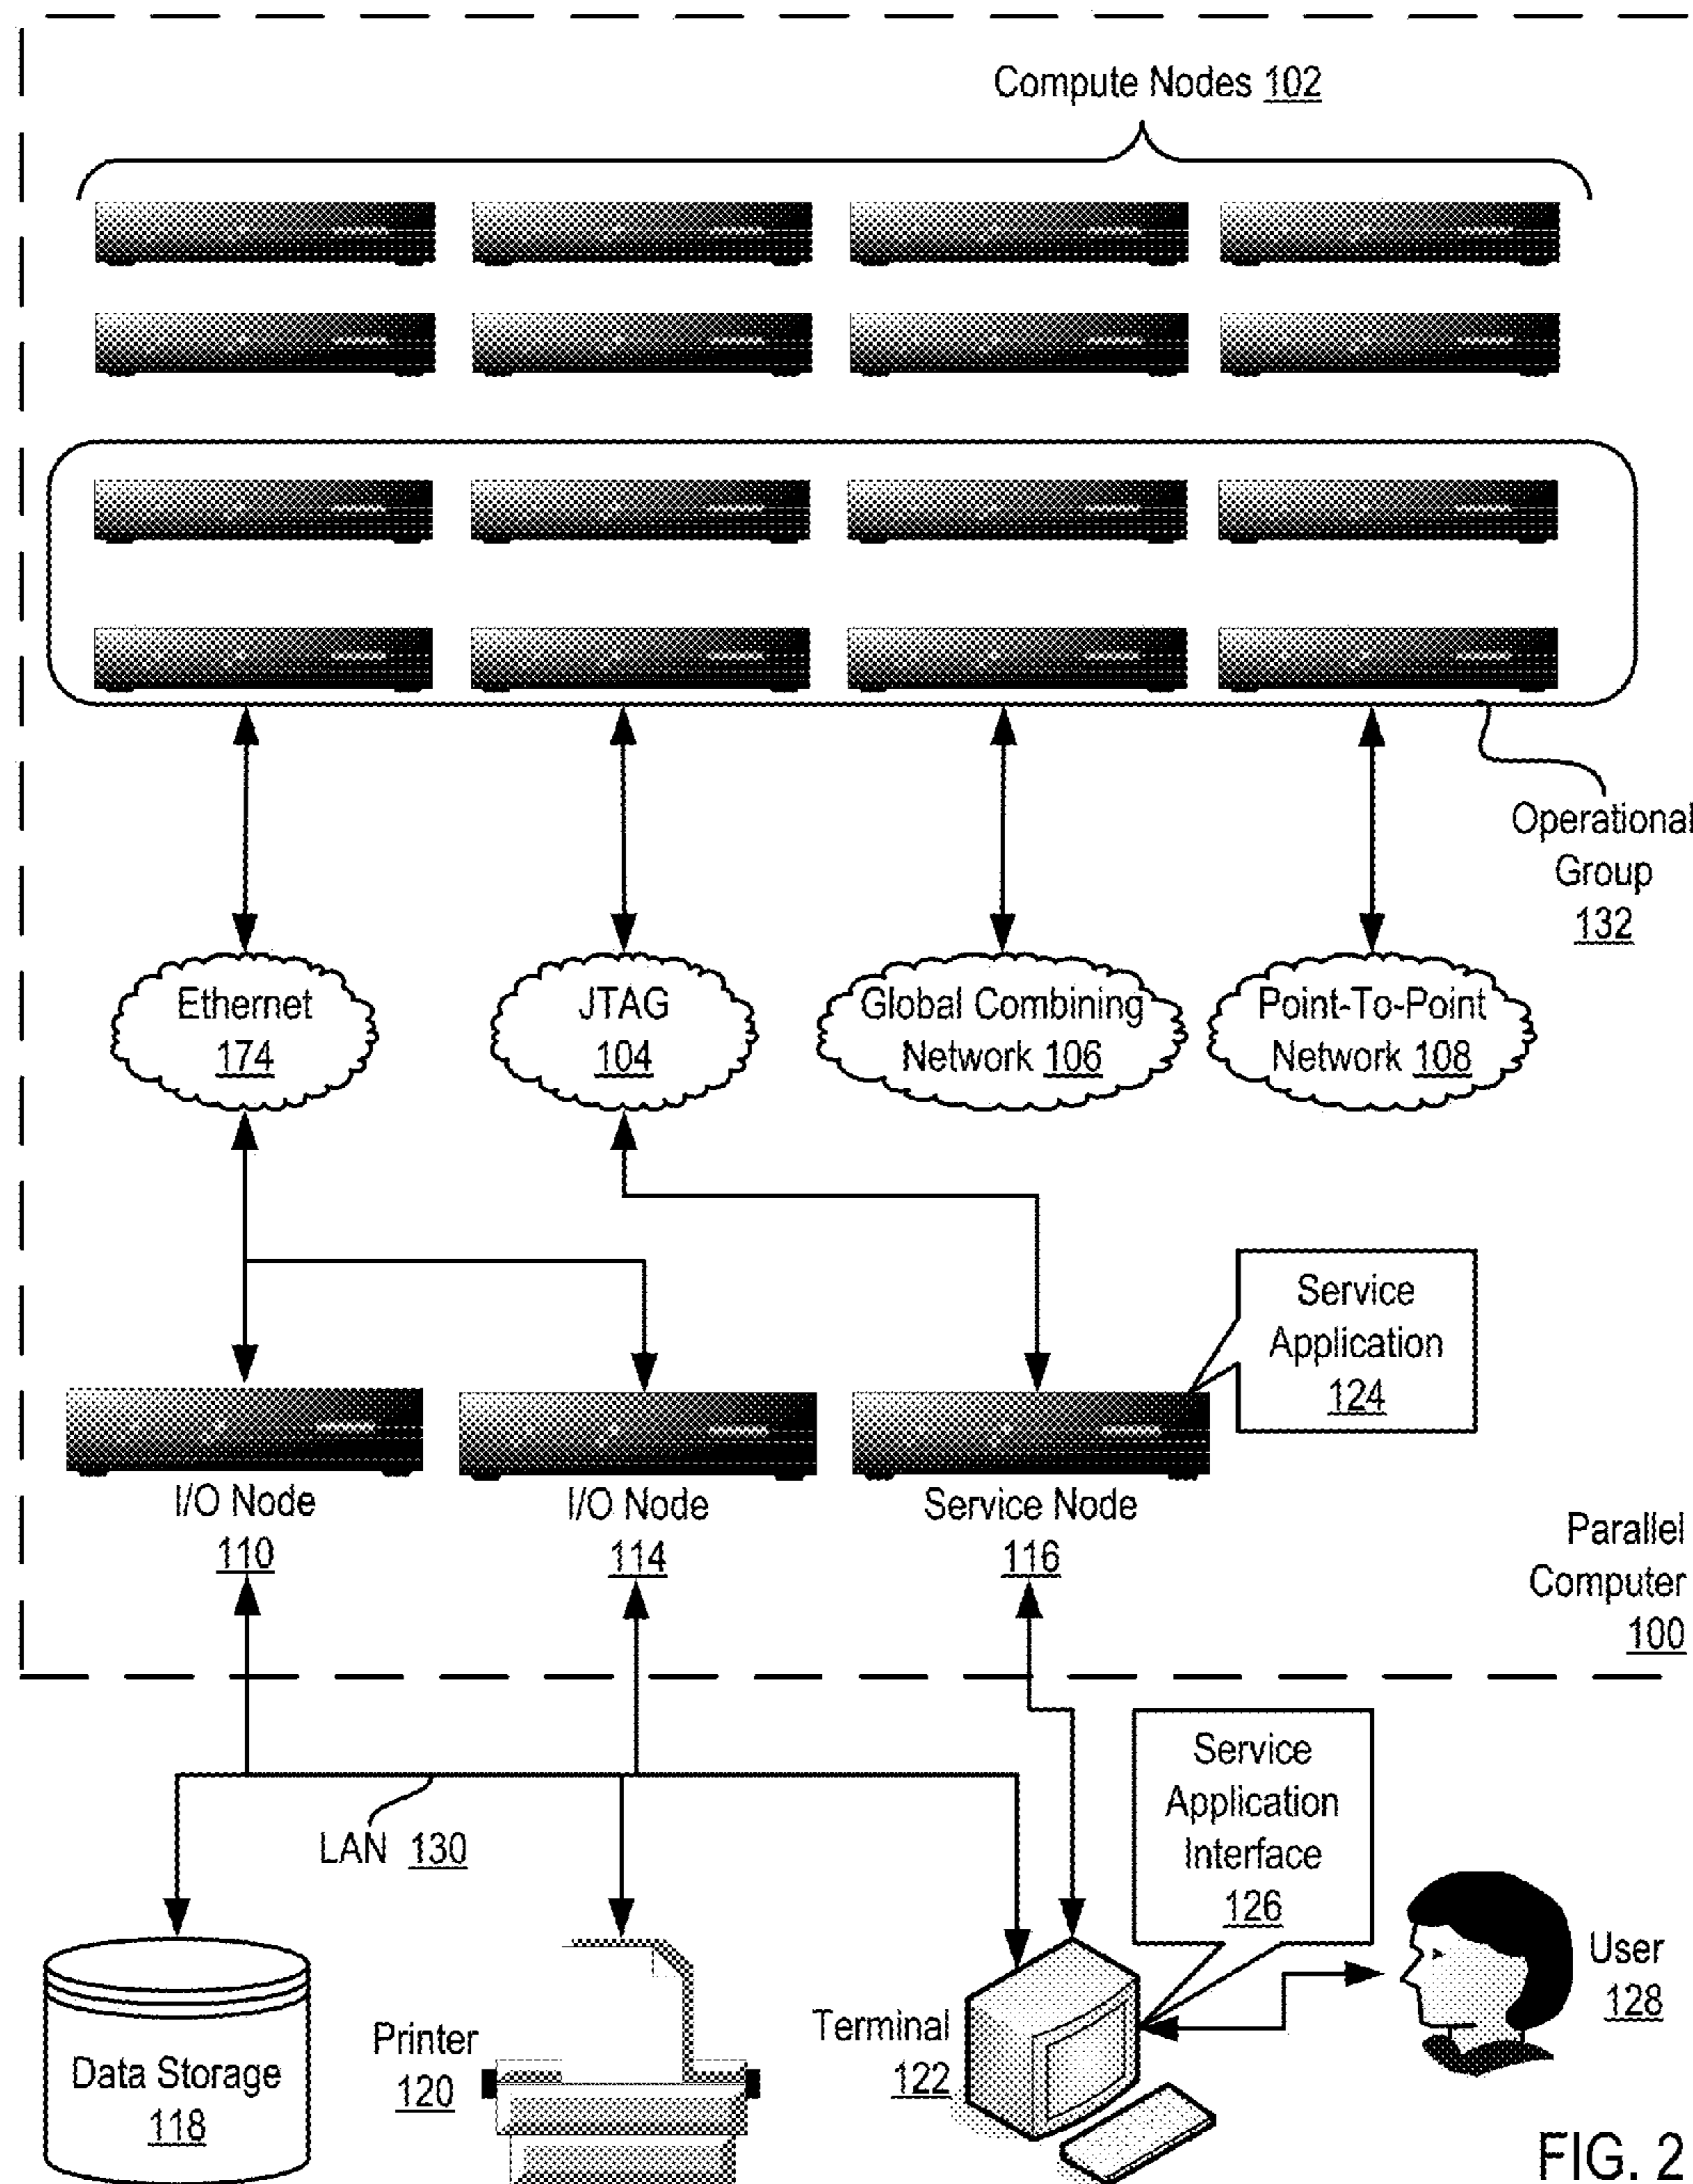 Compute Nodes 102
Operational
Group
132
Ethernet
174
JTAG
104
Global Combining
Network 106
Point-To-Point
Network 108
Service
Application
124
I/O Node
110
I/O Node
114
Service Node
116
Parallel
Computer
100
Service
Application
Interface
126
LAN 130
User
128
Data Storage
118
Printer
120
Terminal
122
FIG. 2